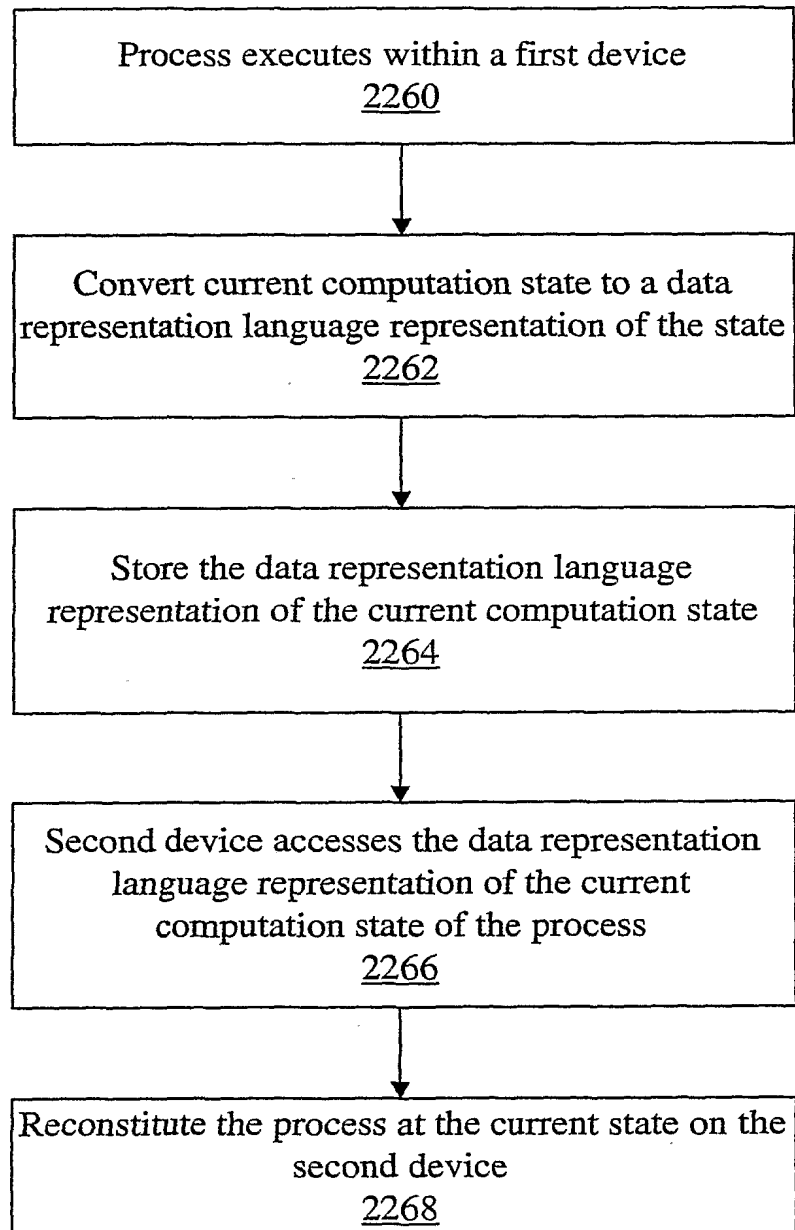 Process executes within a first device
2260
Convert current computation state to a data
representation language representation of the state
2262
Store the data representation language
representation of the current computation state
2264
Second device accesses the data representation
language representation of the current
computation state of the process
2266
Reconstitute the process at the current state on the
second device
2268